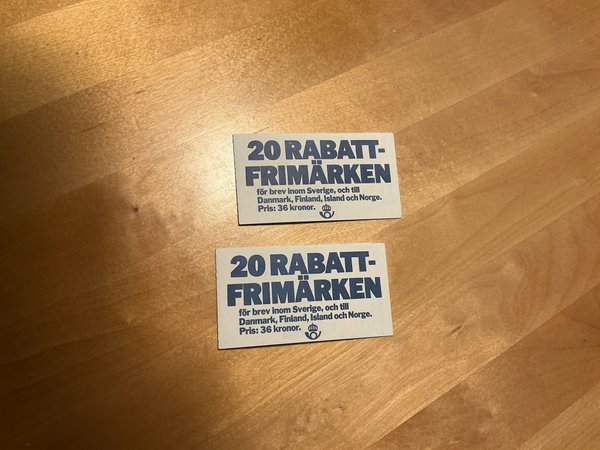 20 RABATT-
FRIMÄRKEN
för brev inom Sverige, och till
Danmark, Finland, Island och Norge.
Pris: 36 kronor.
20 RABATT-
FRIMÄRKEN
för brev inom Sverige, och till
Danmark, Finland, Island och Norge.
Pris: 36 kronor.